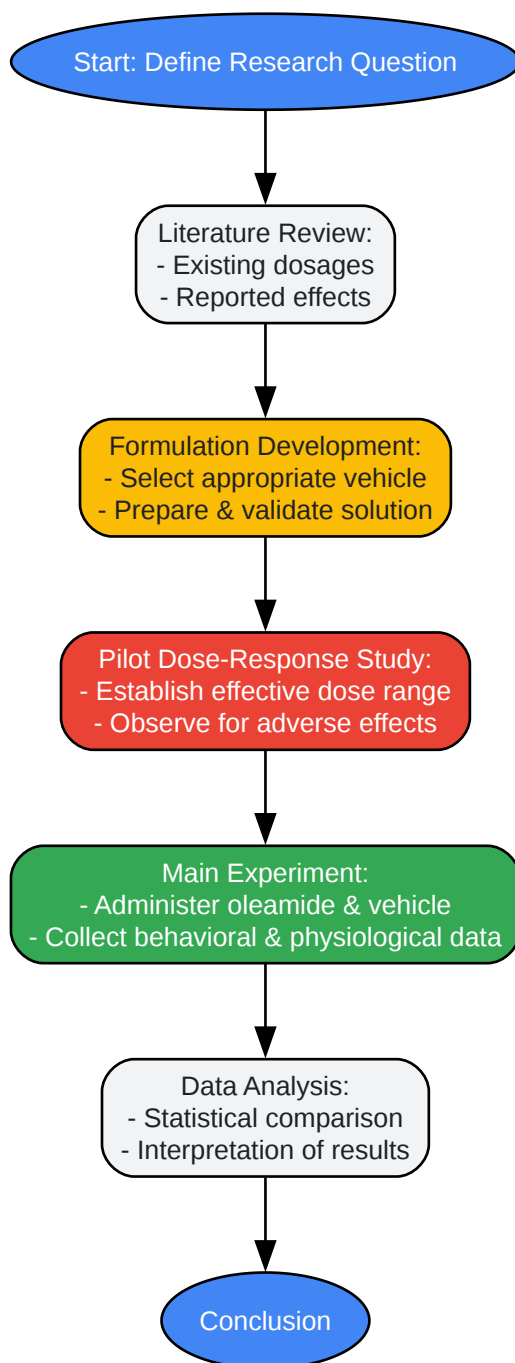 Start: Define Research Question
Literature Review:
- Existing dosages
- Reported effects
Formulation Development:
- Select appropriate vehicle
- Prepare & validate solution
Pilot Dose-Response Study:
- Establish effective dose range
- Observe for adverse effects
Main Experiment:
- Administer oleamide & vehicle
- Collect behavioral & physiological data
Data Analysis:
- Statistical comparison
- Interpretation of results
Conclusion